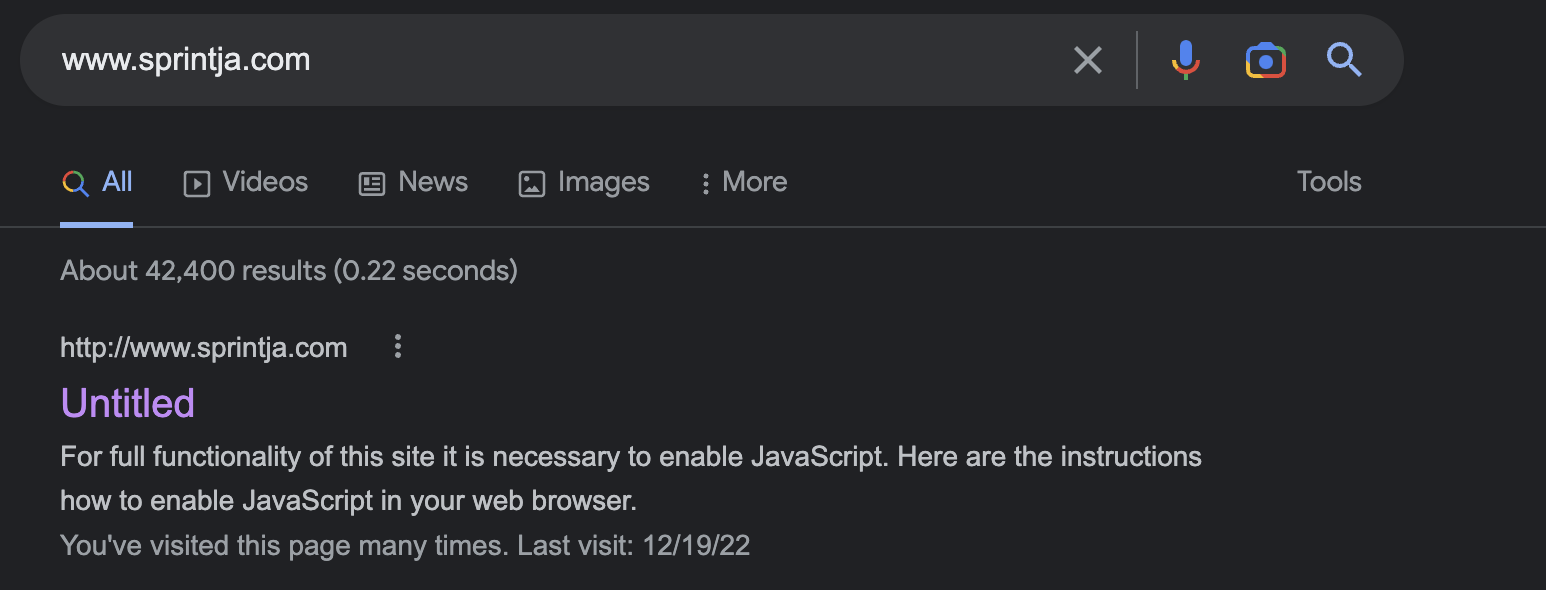 www.sprintja.com
All Videos News Images More Tools
About 42,400 results (0.22 seconds)
http://www.sprintja.com
Untitled
For full functionality of this site it is necessary to enable JavaScript. Here are the instructions
how to enable JavaScript in your web browser.
You've visited this page many times. Last visit: 12/19/22